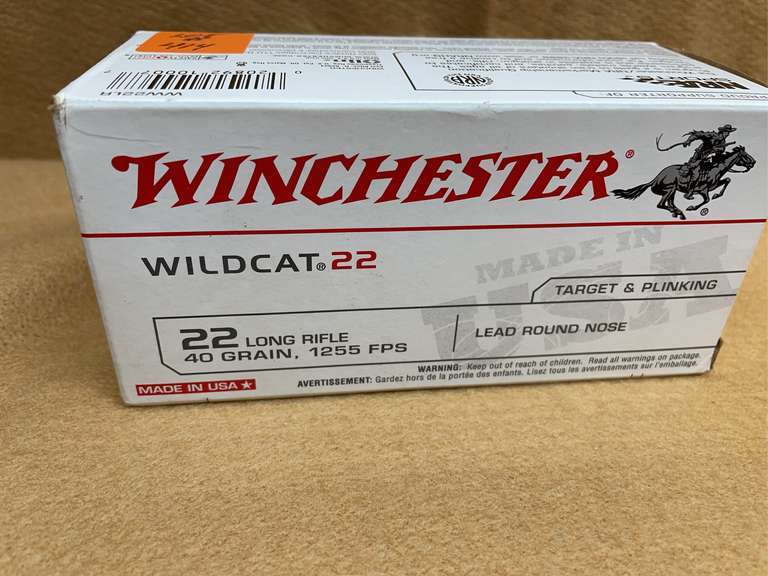 WINCHESTER®
WILDCAT® 22
MADE IN
USA
TARGET & PLINKING
22 LONG RIFLE
40 GRAIN, 1255 FPS
LEAD ROUND NOSE
WARNING: Keep out of reach of children. Read all warnings on package.
AVERTISSEMENT: Gardez hors de la portée des enfants. Lisez tous les avertissements sur l'emballage.
MADE IN USA
WW22LR